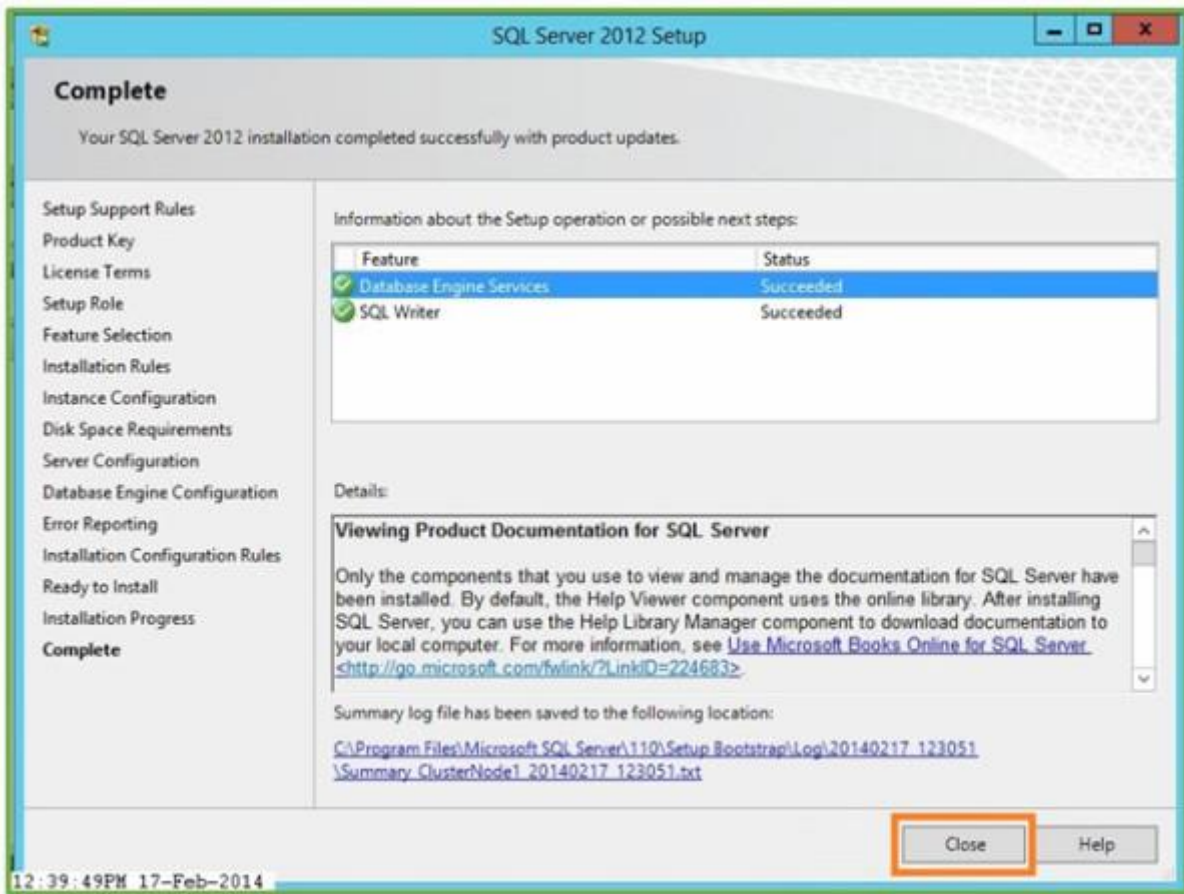 SQL Server 2012 Setup
Complete
Your SQL Server 2012 installation completed successfully with product updates.
Setup Support Rules
Product Key
License Terms
Setup Role
Feature Selection
Installation Rules
Instance Configuration
Disk Space Requirements
Server Configuration
Database Engine Configuration
Error Reporting
Installation Configuration Rules
Ready to Install
Installation Progress
Complete
Information about the Setup operation or possible next steps:
Feature Status
Database Engine Services Succeeded
SQL Writer Succeeded
Details:
Viewing Product Documentation for SQL Server
Only the components that you use to view and manage the documentation for SQL Server have
been installed. By default, the Help Viewer component uses the online library. After installing
SQL Server, you can use the Help Library Manager component to download documentation to
your local computer. For more information, see Use Microsoft Books Online for SQL Server
<http://go.microsoft.com/fwlink/?LinkID=224683>.
Summary log file has been saved to the following location:
C:\Program Files\Microsoft SQL Server\110\Setup Bootstrap\Log\20140217_123051
\Summary_ClusterNode1_20140217_123051.txt
Close Help
12:39:49PM 17-Feb-2014